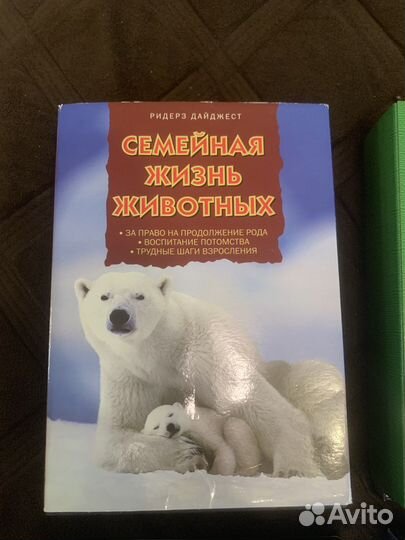 РИДЕРЗ ДАЙДЖЕСТ
СЕМЕЙНАЯ
ЖИЗНЬ
ЖИВОТНЫХ
• ЗА ПРАВО НА ПРОДОЛЖЕНИЕ РОДА
• ВОСПИТАНИЕ ПОТОМСТВА
• ТРУДНЫЕ ШАГИ ВЗРОСЛЕНИЯ
Avito